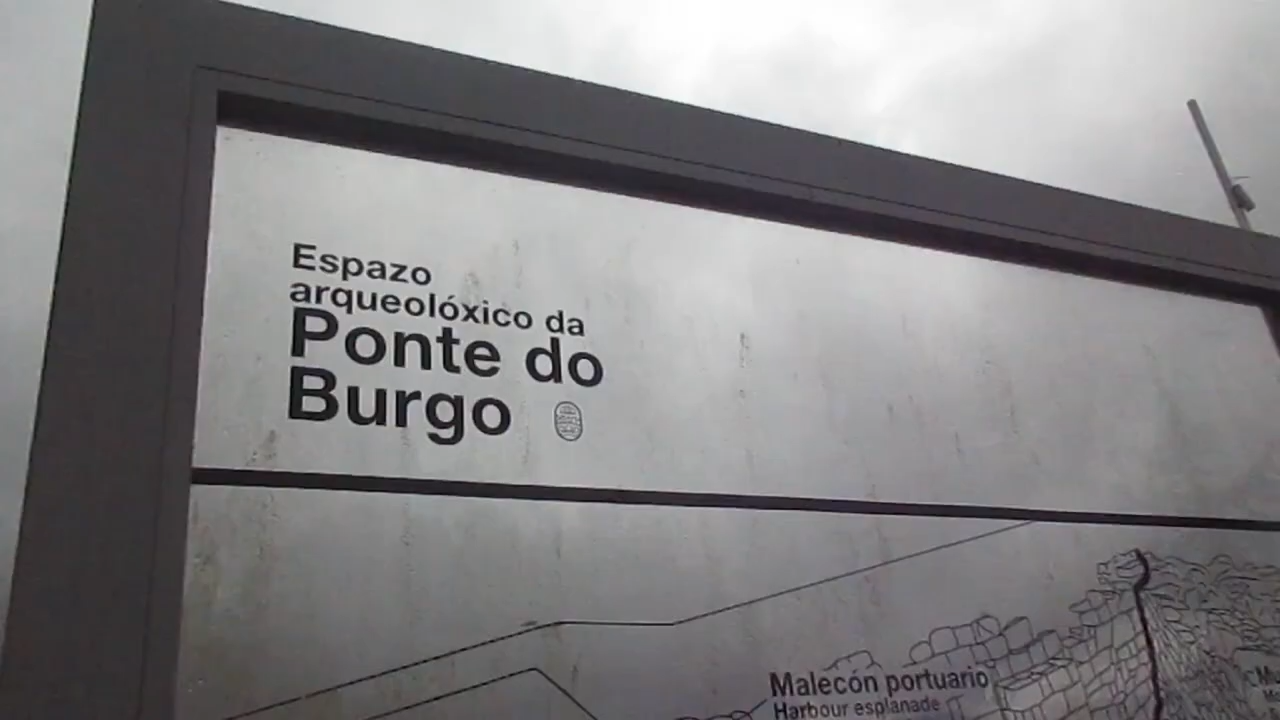 Espazo
arqueolóxico da
Ponte do
Burgo
Malecón portuario
Harbour esplanade